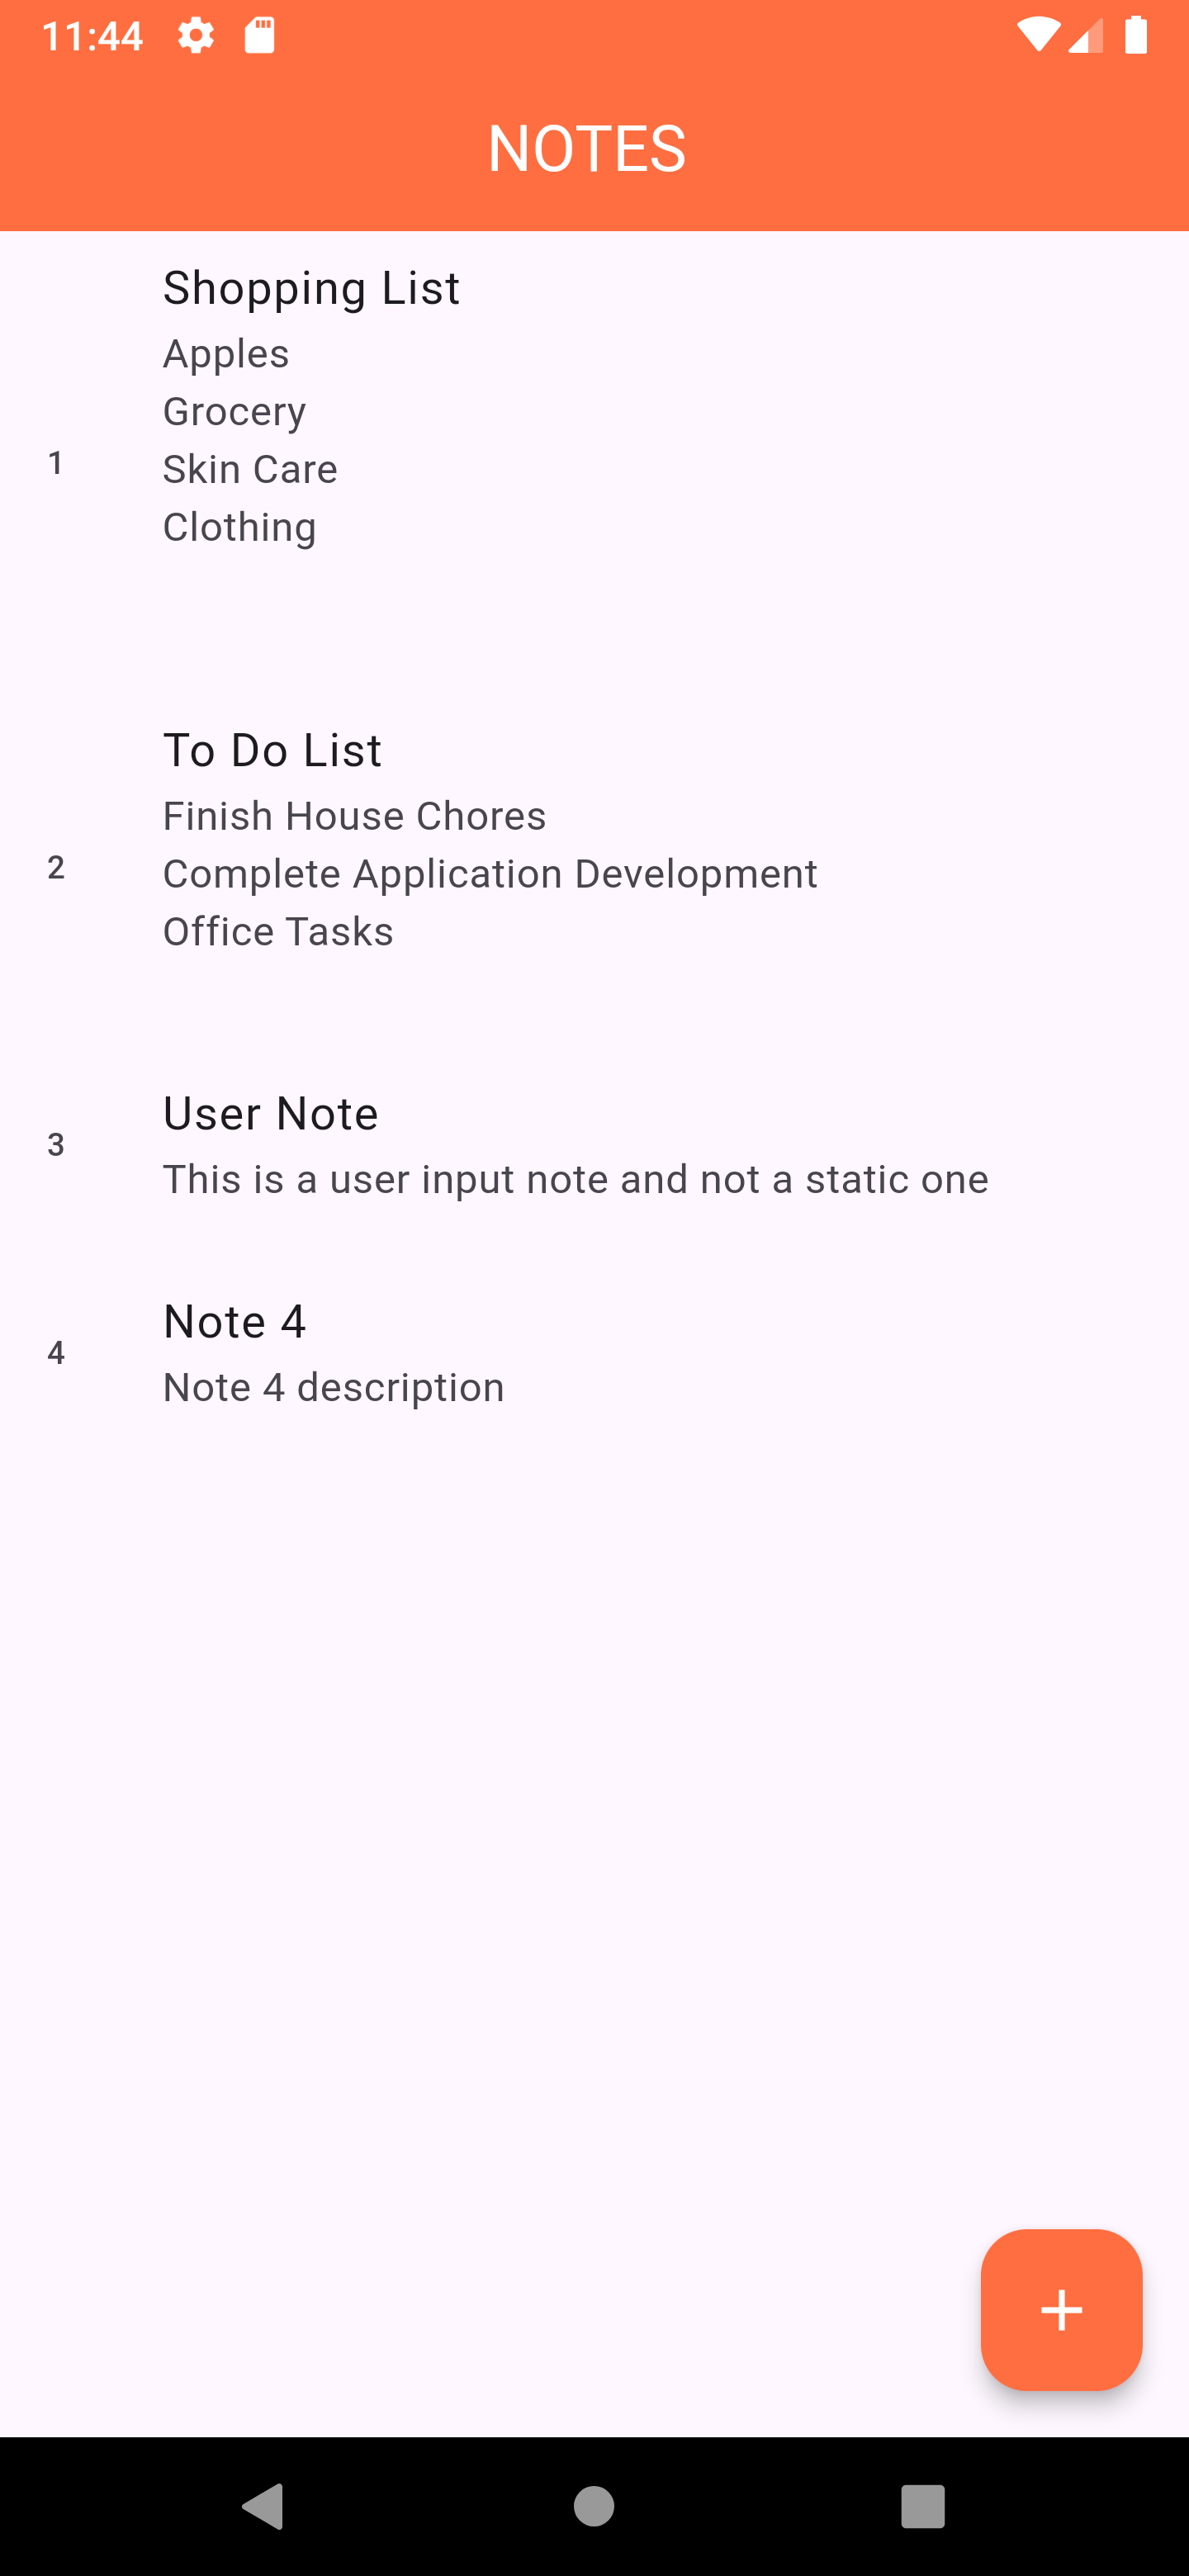 11:44
NOTES
Shopping List
Apples
Grocery
1
Skin Care
Clothing
To Do List
Finish House Chores
2
Complete Application Development
Office Tasks
User Note
3
This is a user input note and not a static one
Note 4
4
Note 4 description